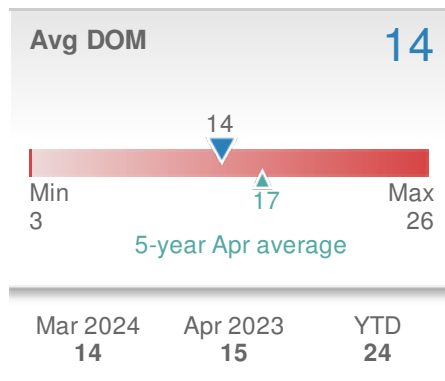 Avg DOM 14
14
Min Max
3 17 26
5-year Apr average
Mar 2024 Apr 2023 YTD
14 15 24